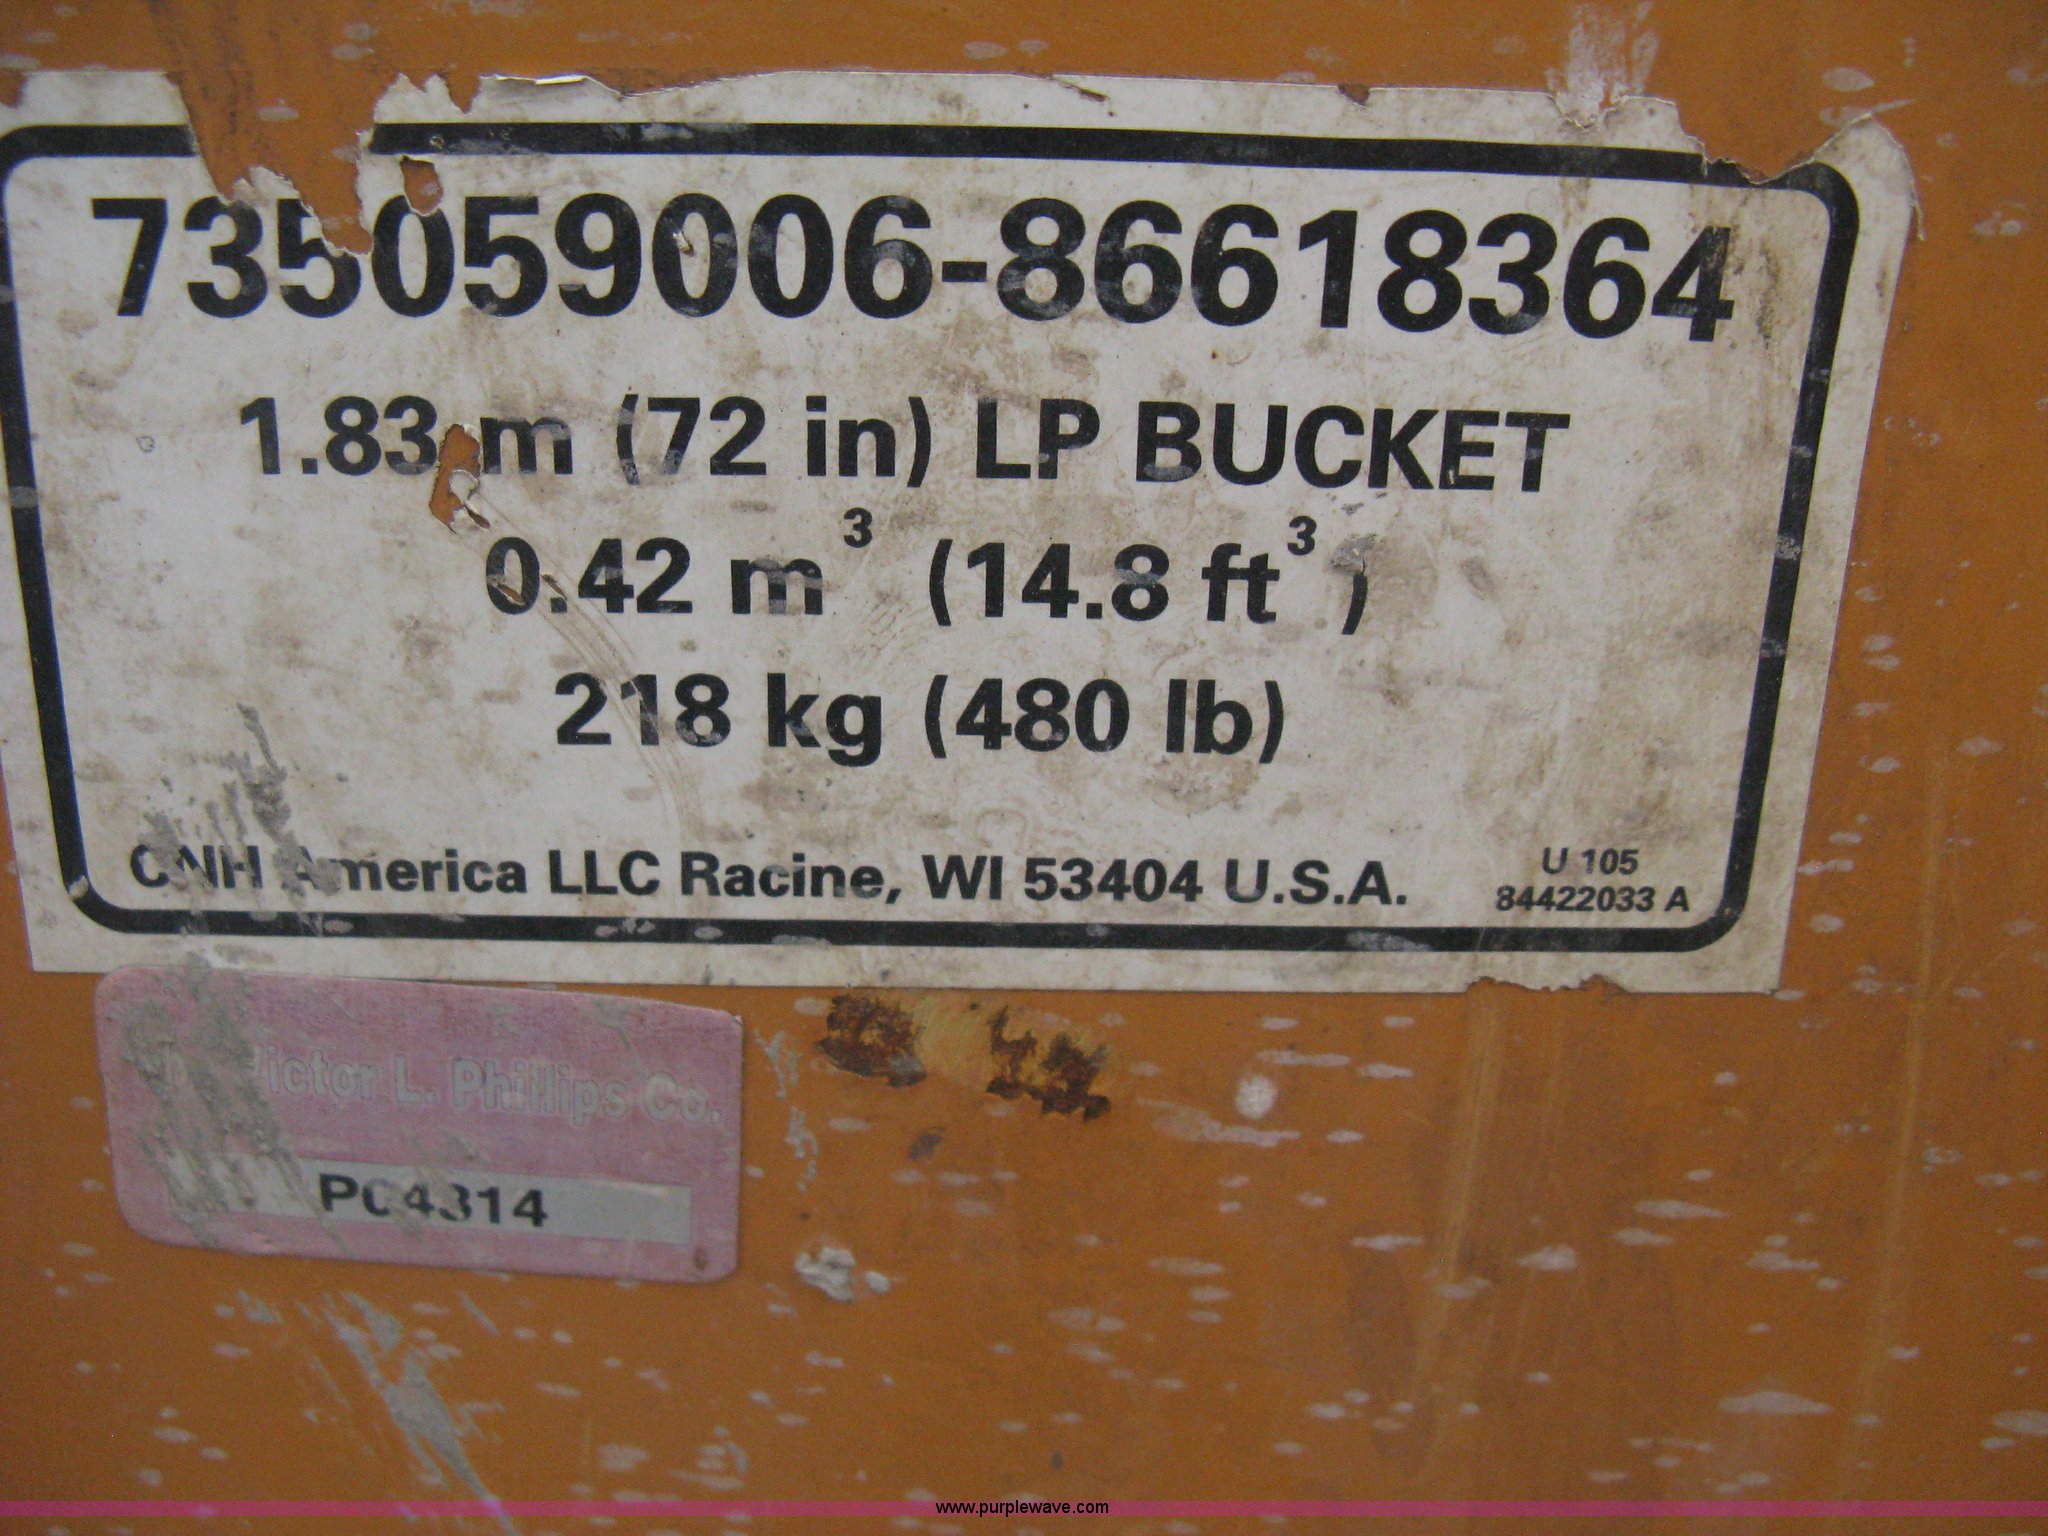 735059006-86618364
1.83 m (72 in) LP BUCKET
0.42 m³ (14.8 ft³)
218 kg (480 lb)
CNH America LLC Racine, WI 53404 U.S.A.
U 105
84422033 A
Victor L. Phillips Co.
PC4314
www.purplewave.com